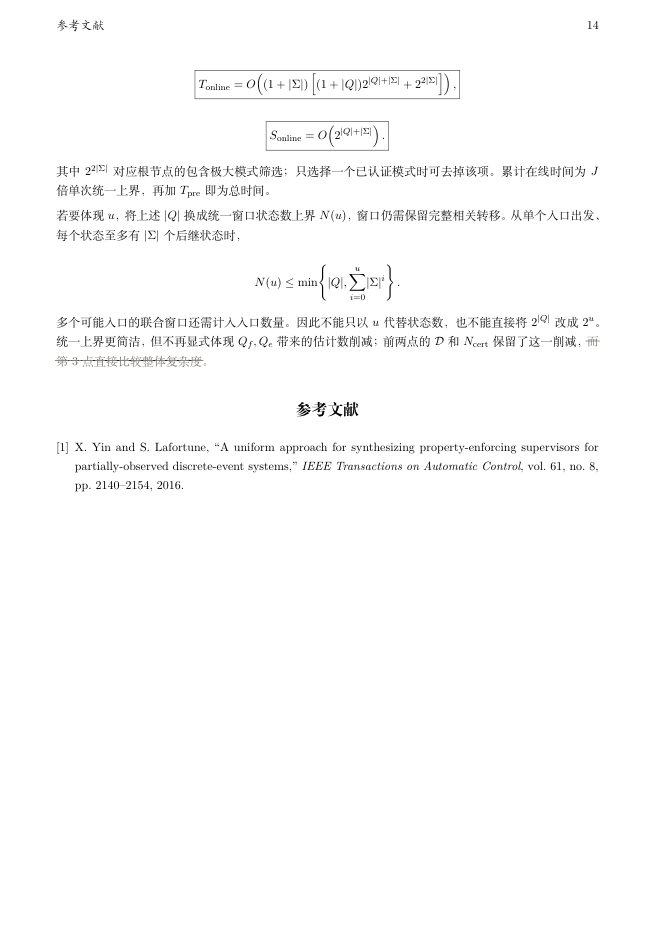 参考文献 14
T_online = O((1 + |Σ|) [(1 + |Q|)2^{|Q|+|Σ|} + 2^{2|Σ|}]),
S_online = O(2^{|Q|+|Σ|}).
其中 2^{2|Σ|} 对应根节点的包含极大模式筛选；只选择一个已认证模式时可去掉该项。累计在线时间为 J
倍单次统一上界，再加 T_pre 即为总时间。
若要体现 u，将上述 |Q| 换成统一窗口状态数上界 N(u)，窗口仍需保留完整相关转移。从单个入口出发、
每个状态至多有 |Σ| 个后继状态时，
N(u) ≤ min{|Q|, ∑_{i=0}^{u} |Σ|^i}.
多个可能入口的联合窗口还需计入入口数量。因此不能只以 u 代替状态数，也不能直接将 2^{|Q|} 改成 2^u。
统一上界更简洁，但不再显式体现 Q_f, Q_e 带来的估计数削减；前两点的 𝒟 和 N_cert 保留了这一削减，而
第 3 点直接比较整体复杂度。
参考文献
[1] X. Yin and S. Lafortune, “A uniform approach for synthesizing property-enforcing supervisors for
partially-observed discrete-event systems,” IEEE Transactions on Automatic Control, vol. 61, no. 8,
pp. 2140–2154, 2016.